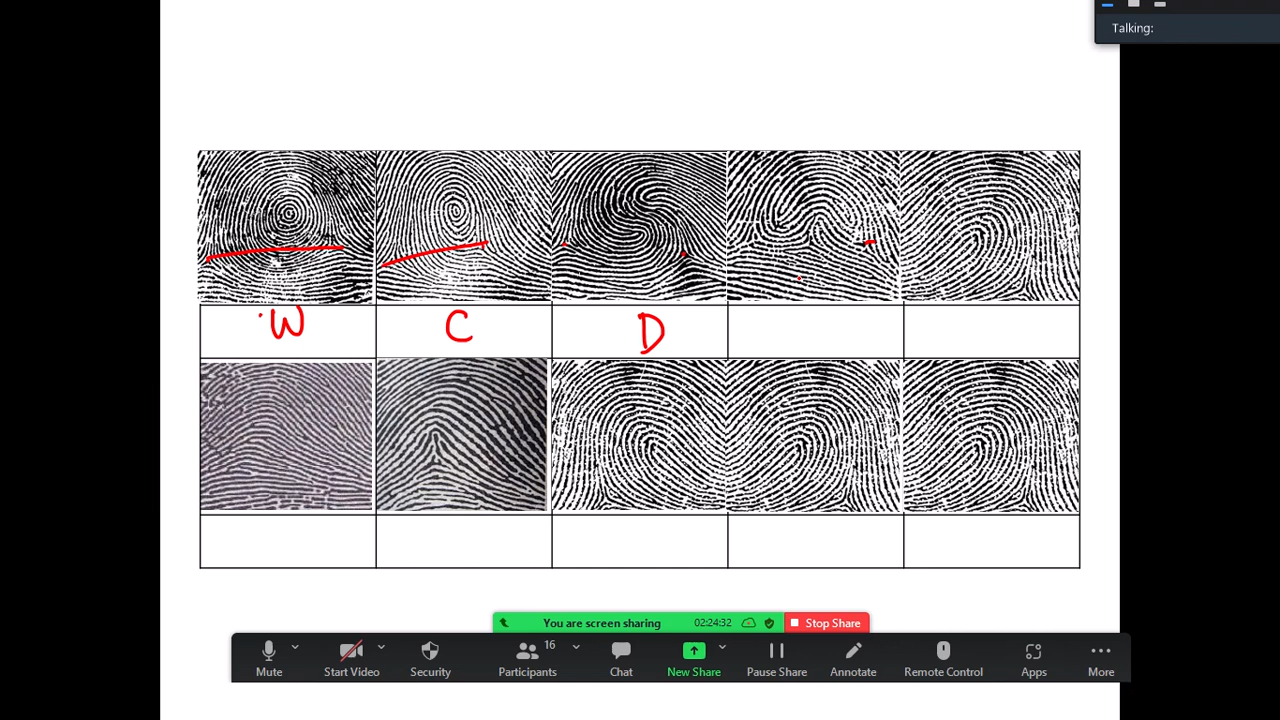 Talking:
W C D
You are screen sharing 02:24:32 Stop Share
16
Mute Start Video Security Participants Chat New Share Pause Share Annotate Remote Control Apps More